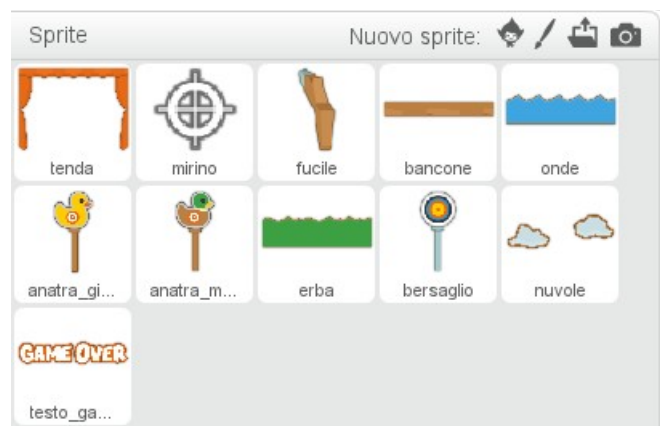 Sprite Nuovo sprite:
tenda mirino fucile bancone onde
anatra_gi... anatra_m... erba bersaglio nuvole
GAME OVER
testo_ga...